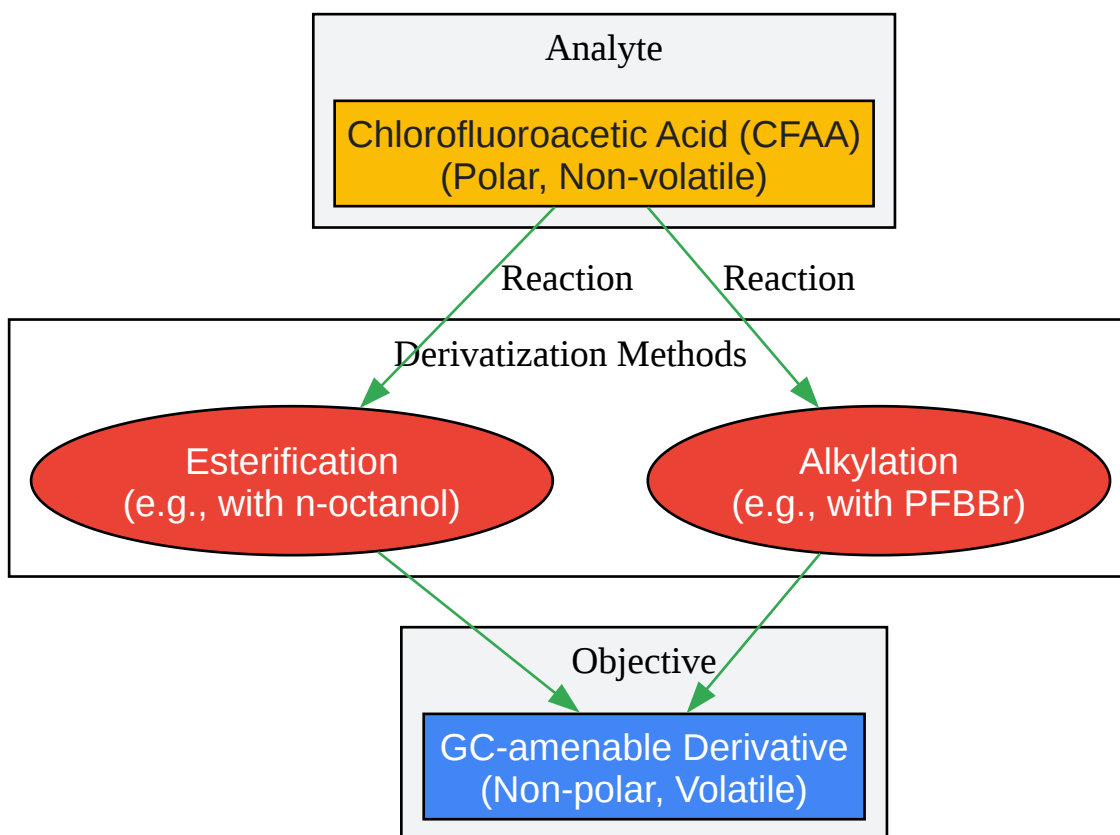 Analyte
Chlorofluoroacetic Acid (CFAA)
(Polar, Non-volatile)
Reaction
Reaction
Derivatization Methods
Esterification
(e.g., with n-octanol)
Alkylation
(e.g., with PFBBr)
Objective
GC-amenable Derivative
(Non-polar, Volatile)